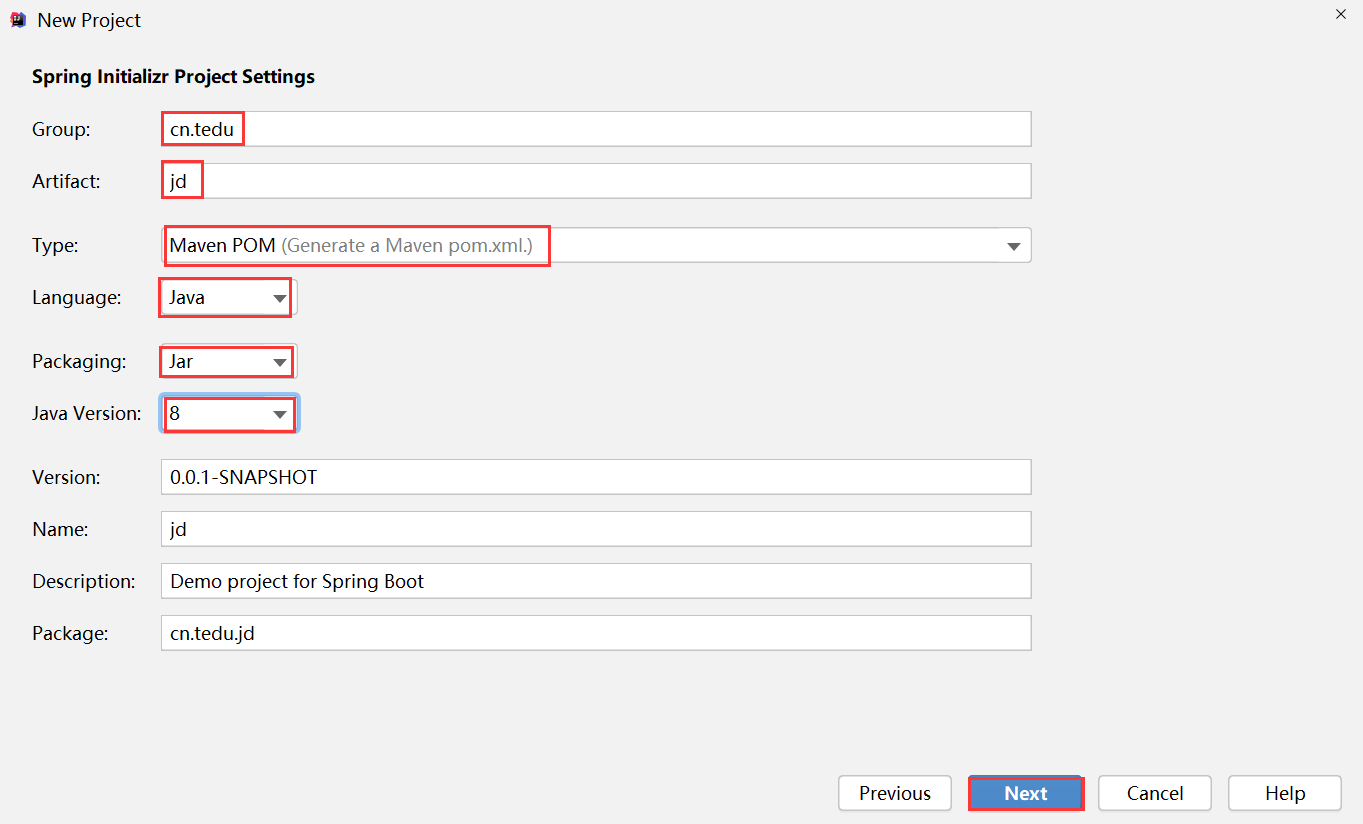 New Project
Spring Initializr Project Settings
Group: cn.tedu
Artifact: jd
Type: Maven POM (Generate a Maven pom.xml.)
Language: Java
Packaging: Jar
Java Version: 8
Version: 0.0.1-SNAPSHOT
Name: jd
Description: Demo project for Spring Boot
Package: cn.tedu.jd
Previous Next Cancel Help